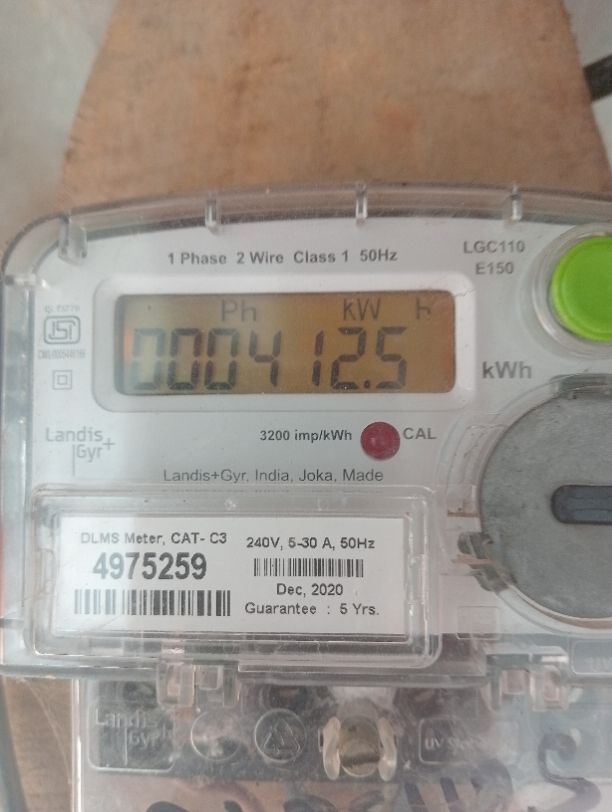 1 Phase 2 Wire Class 1 50Hz
LGC110
E150
Ph kW h
000412.5
kWh
3200 imp/kWh
CAL
Landis
Gyr+
Landis+Gyr, India, Joka, Made
DLMS Meter, CAT- C3
4975259
240V, 5-30 A, 50Hz
Dec, 2020
Guarantee : 5 Yrs.
Landis
Gyr